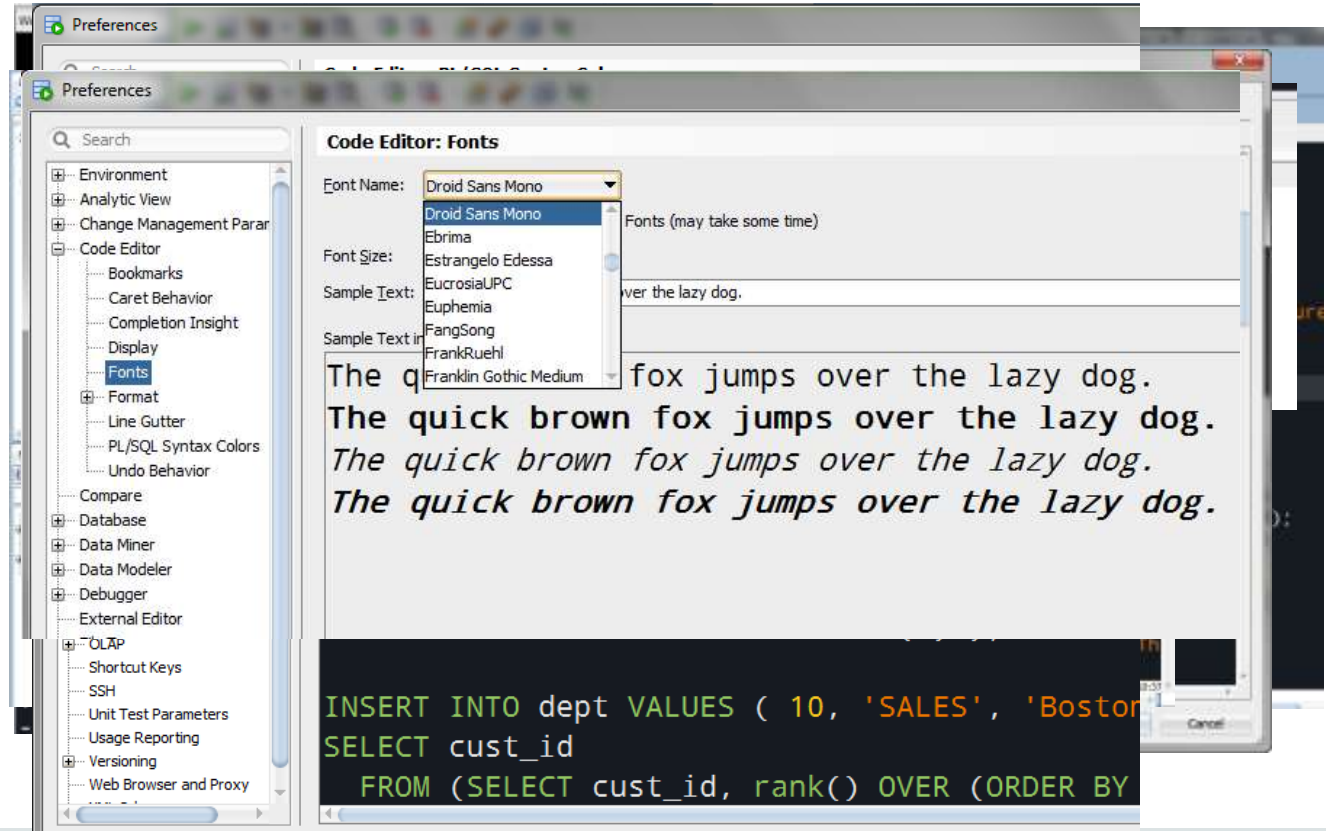 Preferences
Preferences
Search
Code Editor: Fonts
Environment
Analytic View
Change Management Parar
Code Editor
Bookmarks
Caret Behavior
Completion Insight
Display
Fonts
Format
Line Gutter
PL/SQL Syntax Colors
Undo Behavior
Compare
Database
Data Miner
Data Modeler
Debugger
External Editor
OLAP
Shortcut Keys
SSH
Unit Test Parameters
Usage Reporting
Versioning
Web Browser and Proxy
Font Name: Droid Sans Mono
Droid Sans Mono
Fonts (may take some time)
Ebrima
Font Size: Estrangelo Edessa
EucrosiaUPC
Sample Text: over the lazy dog.
Euphemia
FangSong
Sample Text in
FrankRuehl
Franklin Gothic Medium
The q fox jumps over the lazy dog.
The quick brown fox jumps over the lazy dog.
The quick brown fox jumps over the lazy dog.
The quick brown fox jumps over the lazy dog.
INSERT INTO dept VALUES ( 10, 'SALES', 'Boston
SELECT cust_id
FROM (SELECT cust_id, rank() OVER (ORDER BY
Cancel